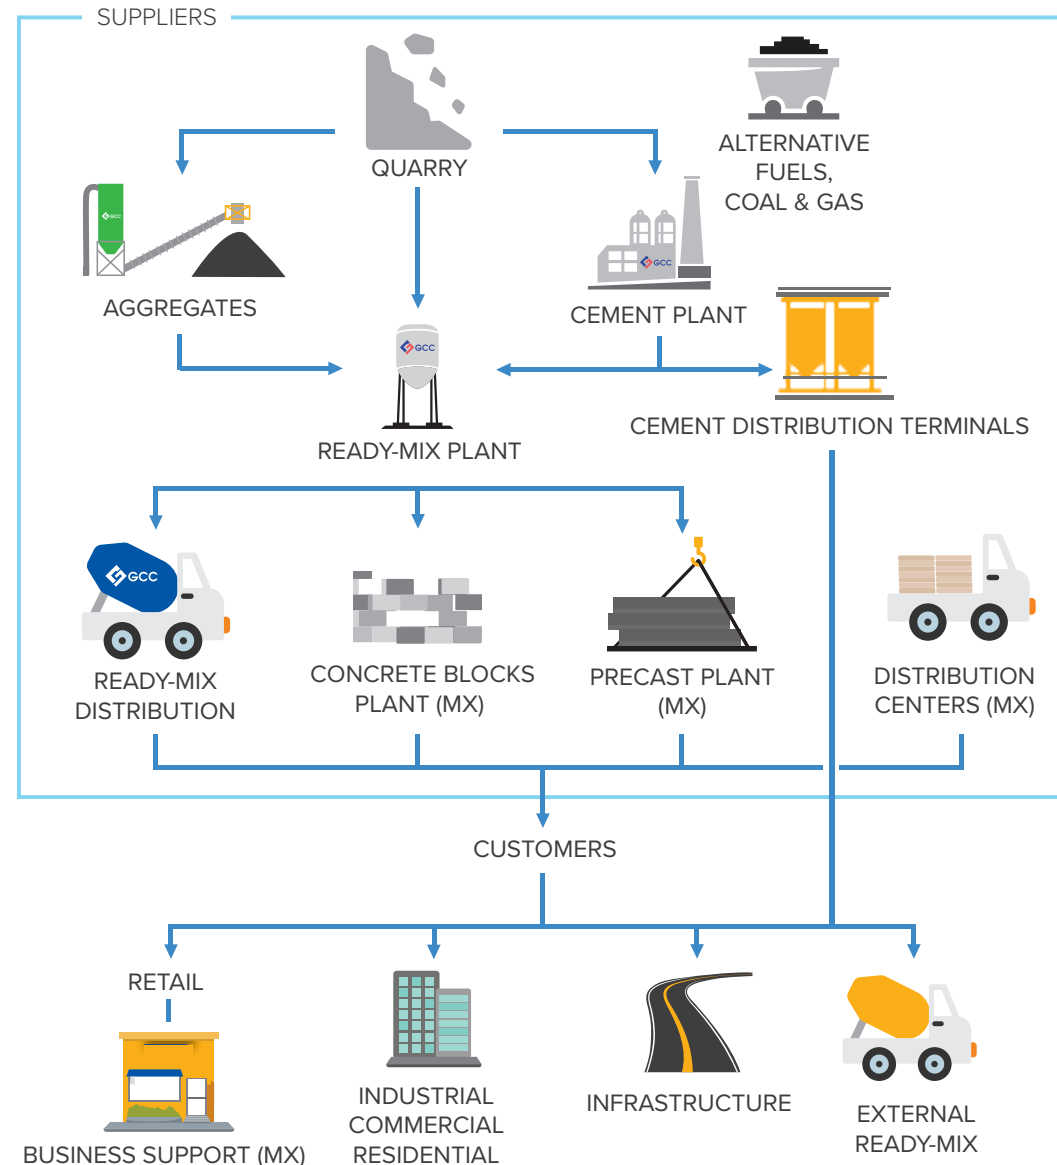 SUPPLIERS
QUARRY
ALTERNATIVE
FUELS,
COAL & GAS
GCC
AGGREGATES
GCC
CEMENT PLANT
GCC
READY-MIX PLANT
CEMENT DISTRIBUTION TERMINALS
GCC
READY-MIX
DISTRIBUTION
CONCRETE BLOCKS
PLANT (MX)
PRECAST PLANT
(MX)
DISTRIBUTION
CENTERS (MX)
CUSTOMERS
RETAIL
BUSINESS SUPPORT (MX)
INDUSTRIAL
COMMERCIAL
RESIDENTIAL
INFRASTRUCTURE
EXTERNAL
READY-MIX